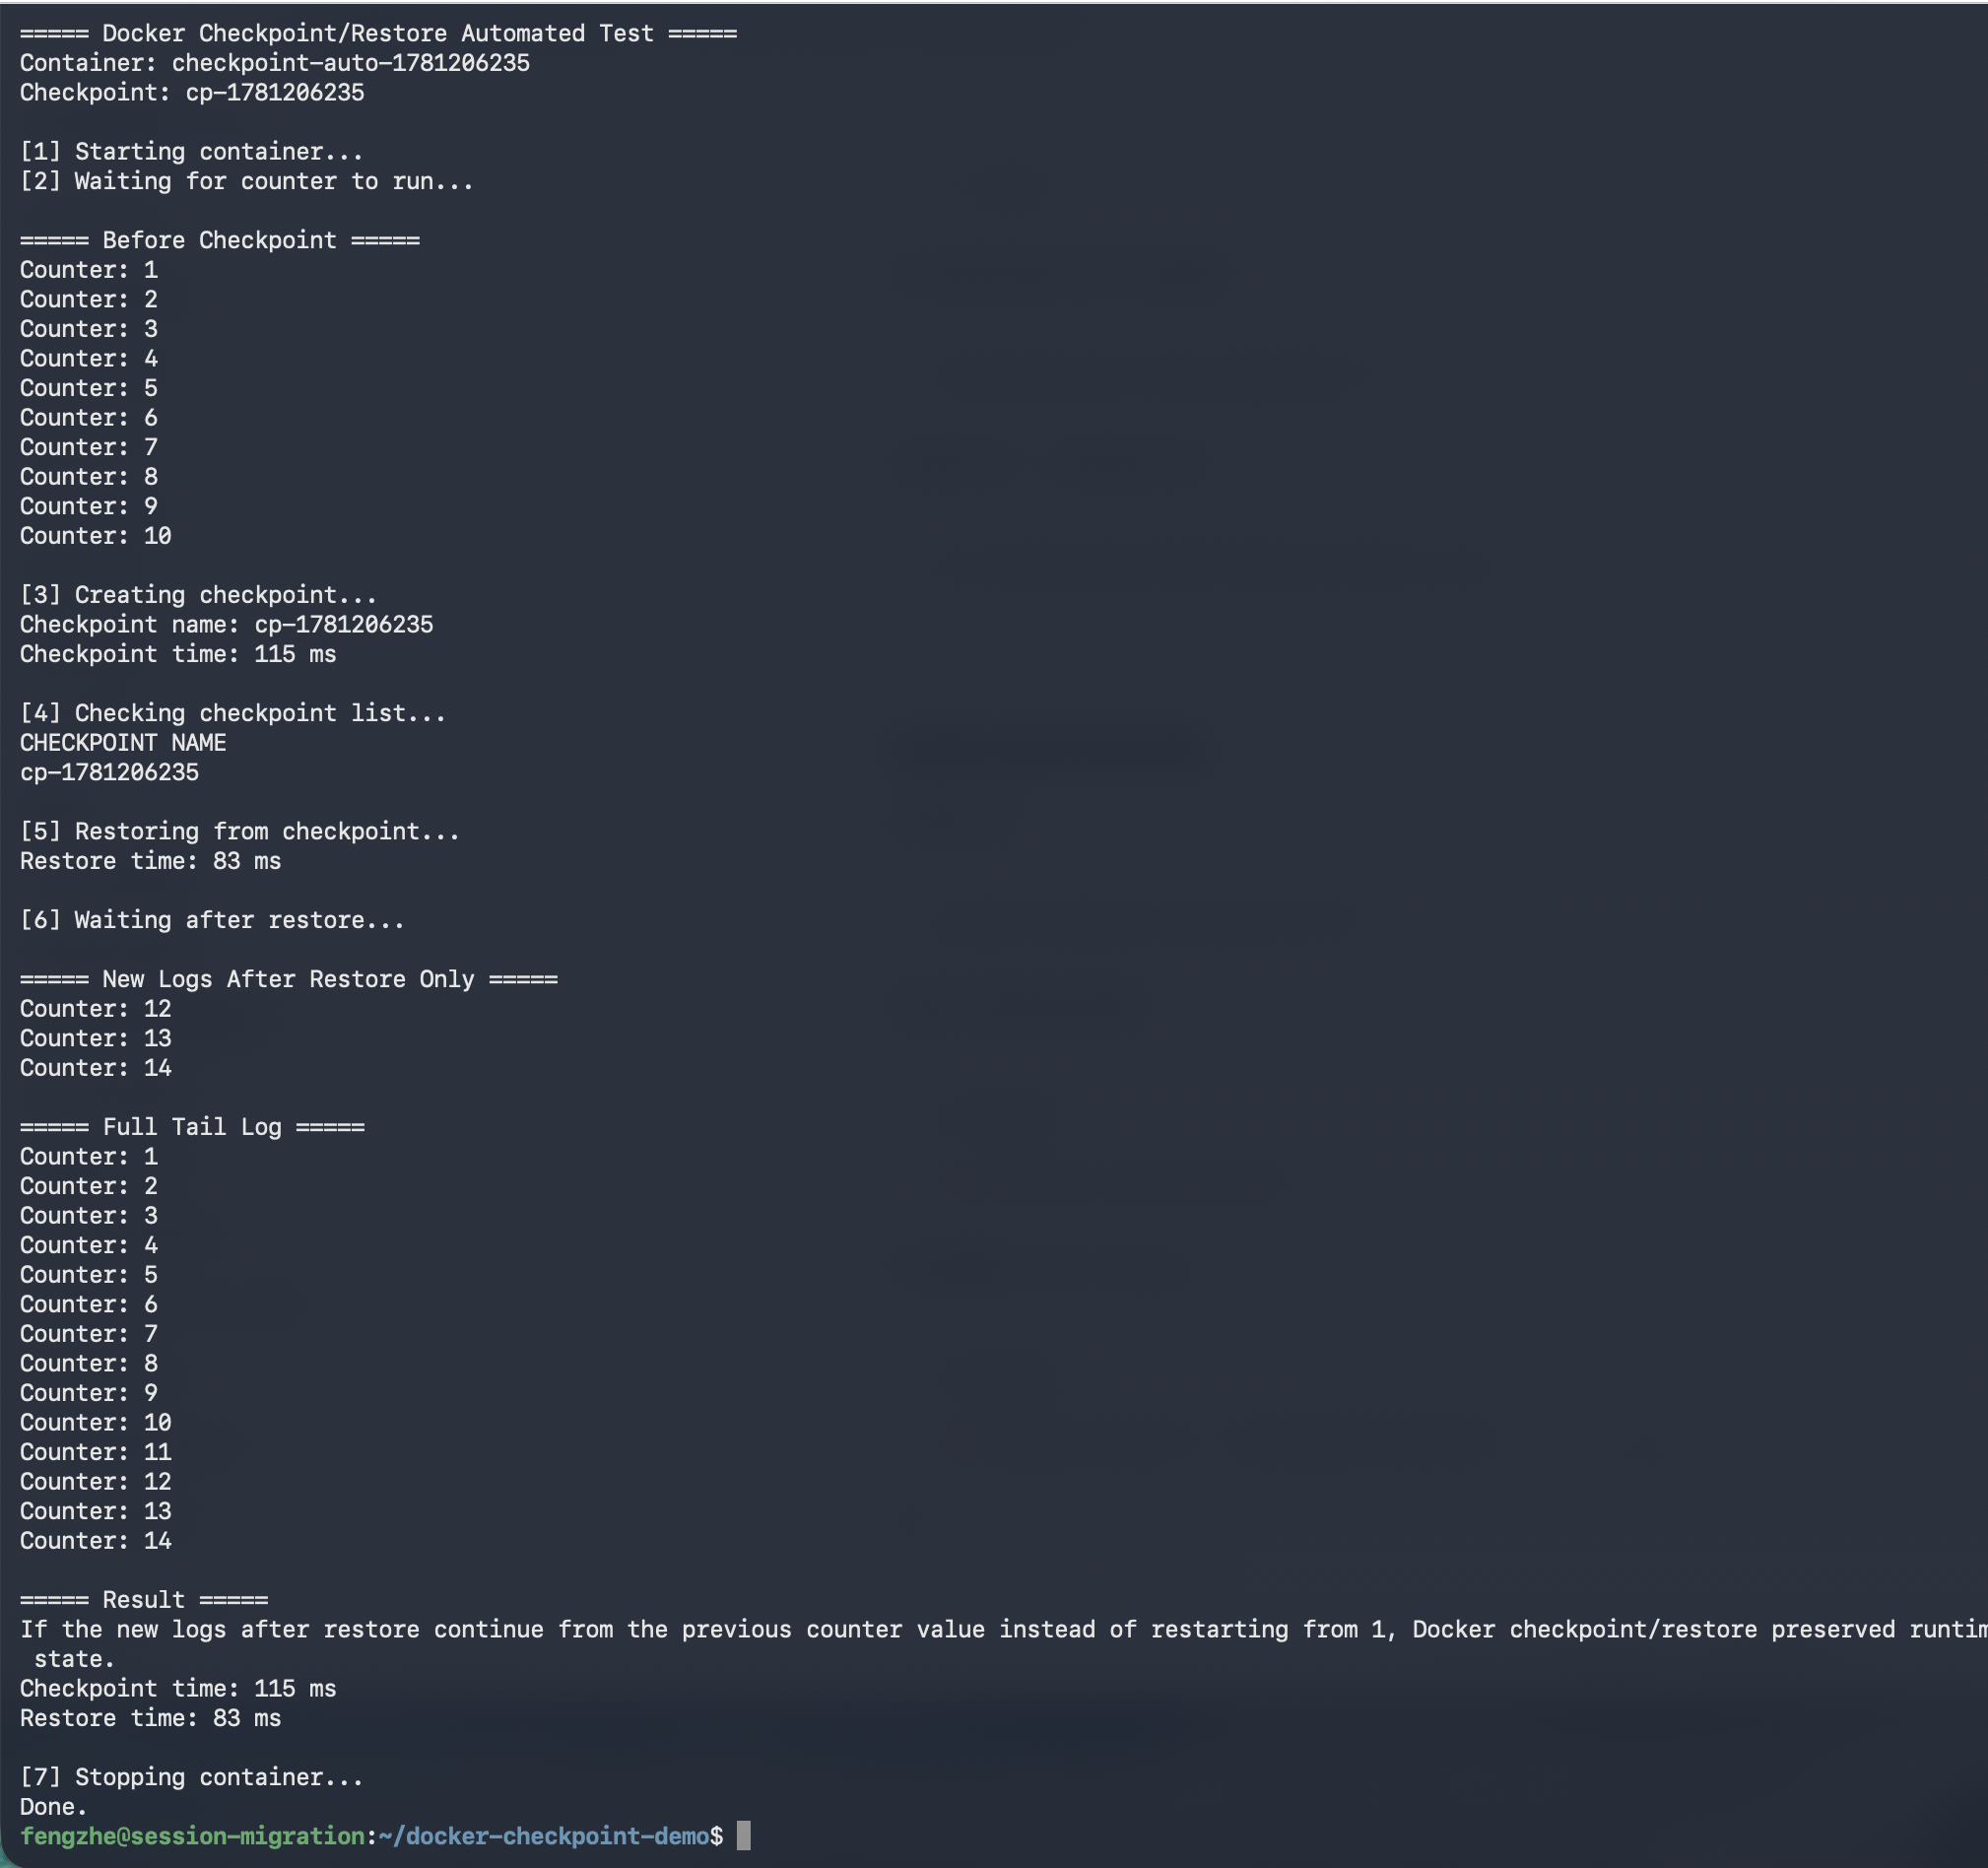 ===== Docker Checkpoint/Restore Automated Test =====
Container: checkpoint-auto-1781206235
Checkpoint: cp-1781206235

[1] Starting container...
[2] Waiting for counter to run...

===== Before Checkpoint =====
Counter: 1
Counter: 2
Counter: 3
Counter: 4
Counter: 5
Counter: 6
Counter: 7
Counter: 8
Counter: 9
Counter: 10

[3] Creating checkpoint...
Checkpoint name: cp-1781206235
Checkpoint time: 115 ms

[4] Checking checkpoint list...
CHECKPOINT NAME
cp-1781206235

[5] Restoring from checkpoint...
Restore time: 83 ms

[6] Waiting after restore...

===== New Logs After Restore Only =====
Counter: 12
Counter: 13
Counter: 14

===== Full Tail Log =====
Counter: 1
Counter: 2
Counter: 3
Counter: 4
Counter: 5
Counter: 6
Counter: 7
Counter: 8
Counter: 9
Counter: 10
Counter: 11
Counter: 12
Counter: 13
Counter: 14

===== Result =====
If the new logs after restore continue from the previous counter value instead of restarting from 1, Docker checkpoint/restore preserved runtim
 state.
Checkpoint time: 115 ms
Restore time: 83 ms

[7] Stopping container...
Done.
fengzhe@session-migration:~/docker-checkpoint-demo$